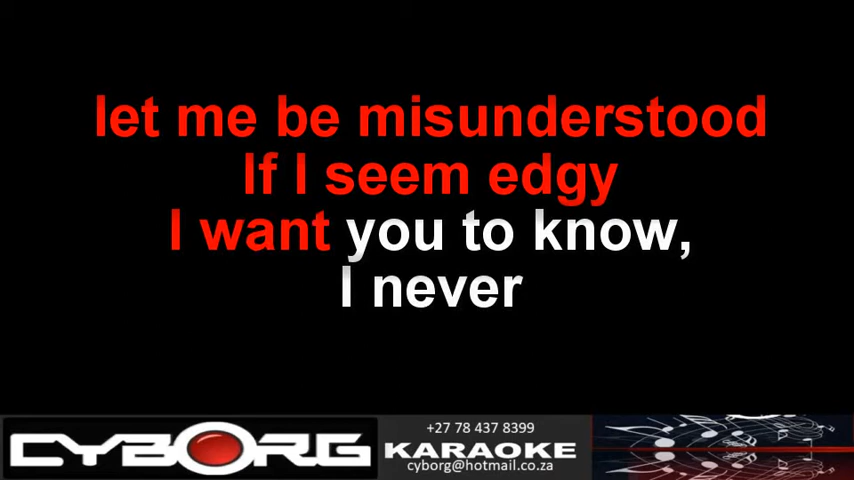 let me be misunderstood
If I seem edgy
I want you to know,
I never
CYBORG
+27 78 437 8399
KARAOKE
cyborg@hotmail.co.za